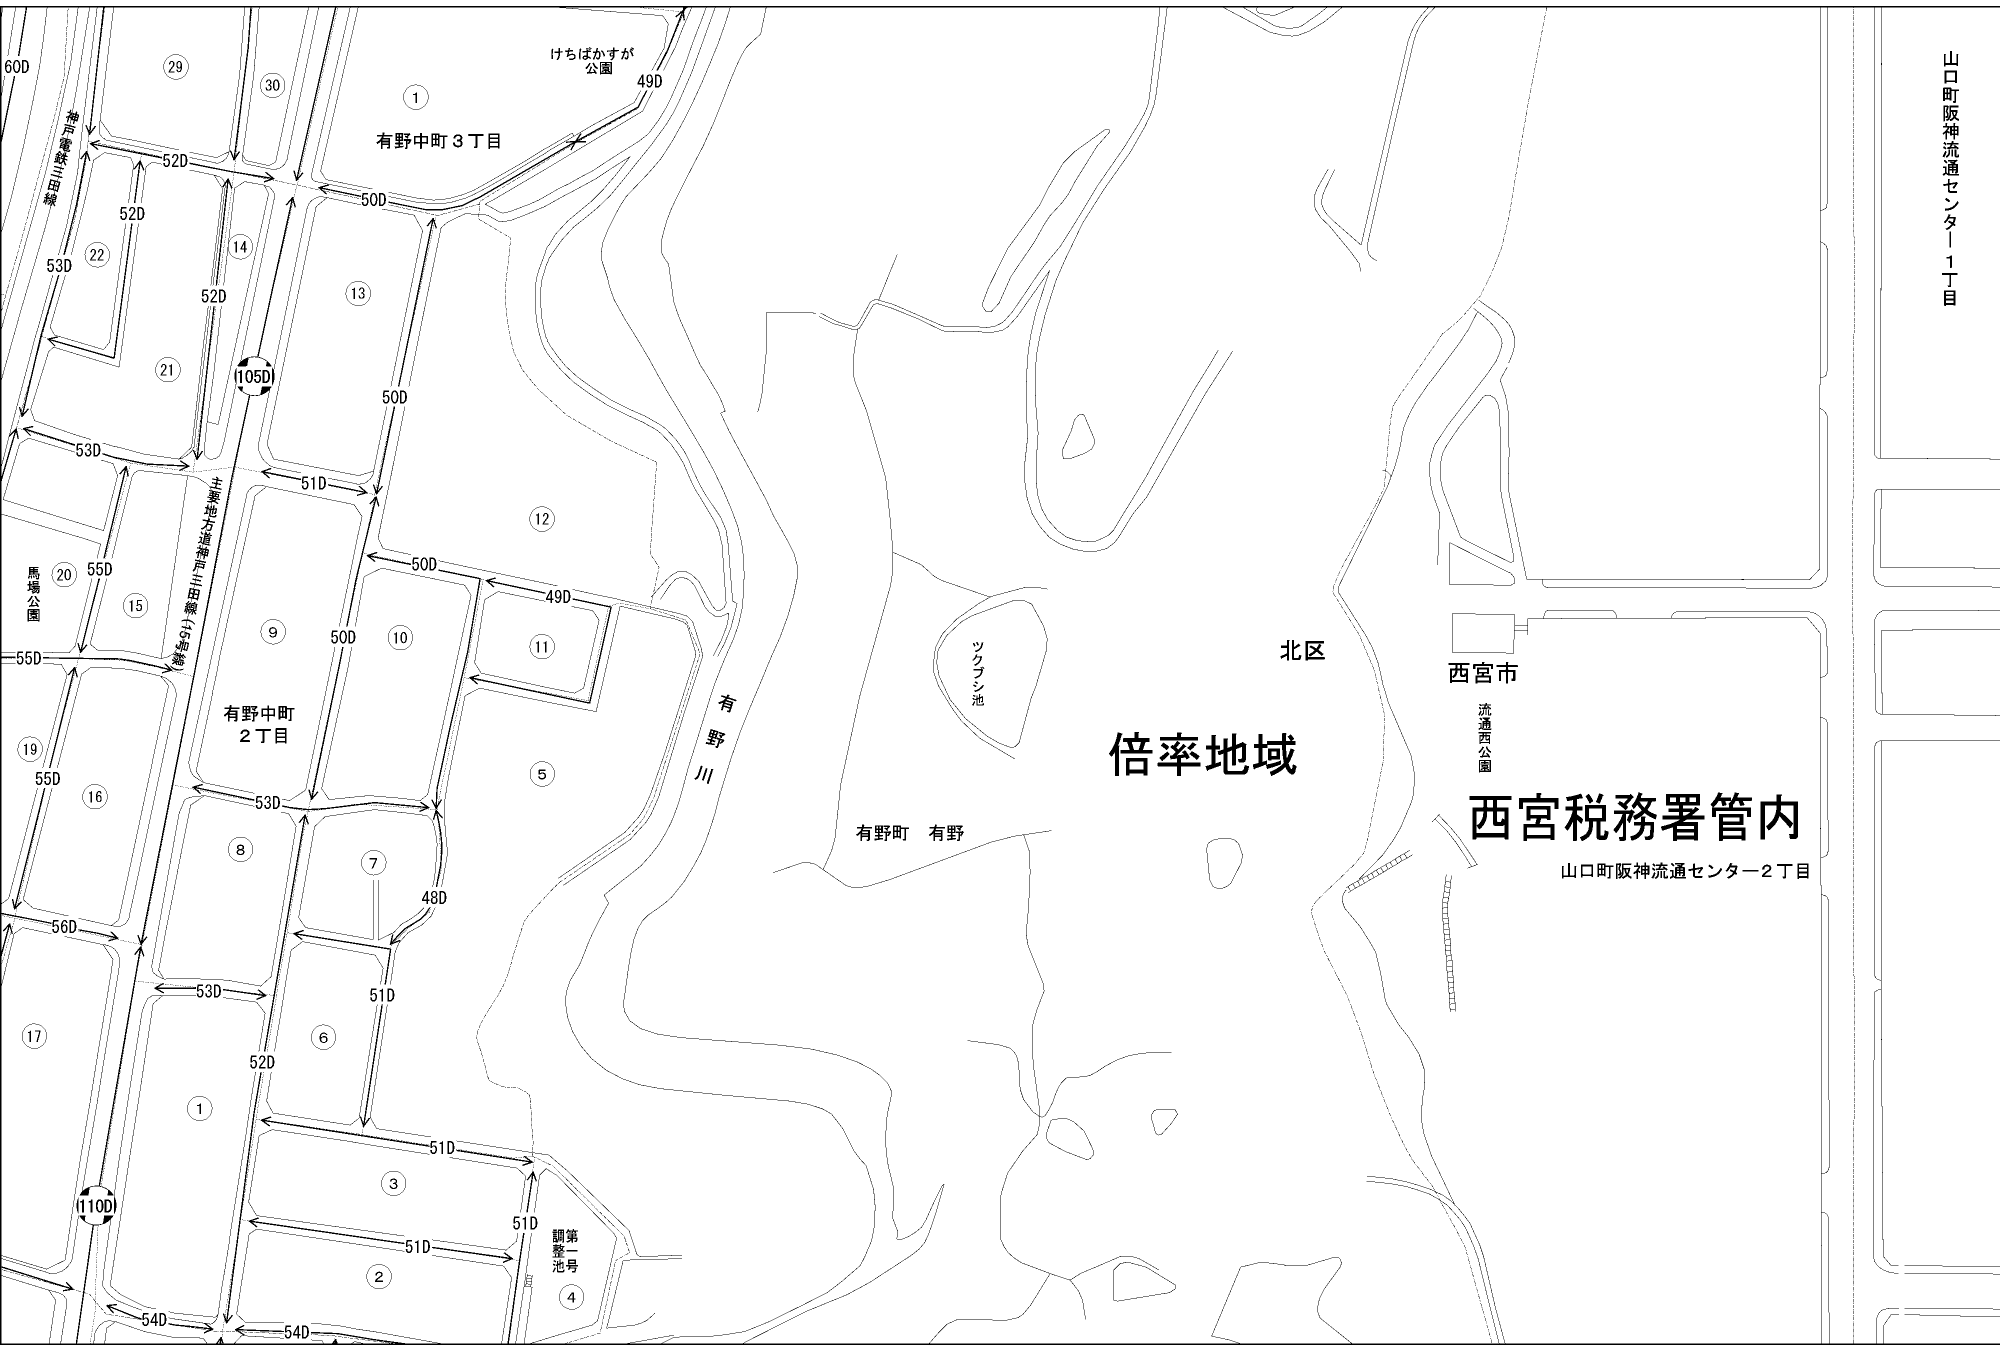 60D
29
30
1
けちばかすが
公園
49D
有野中町3丁目
神戸電鉄三田線
52D
50D
52D
22
53D
14
52D
13
21
105D
50D
53D
51D
主要地方道神戸三田線(15号線)
12
馬場公園
20
55D
15
50D
49D
9
50D
10
11
55D
有野中町
2丁目
19
55D
16
53D
5
有野川
8
7
48D
56D
53D
51D
17
6
52D
1
51D
3
110D
51D
51D
2
第一号
調整池
4
54D
54D
ツクブシ池
北区
倍率地域
有野町 有野
西宮市
流通西公園
西宮税務署管内
山口町阪神流通センター2丁目
山口町阪神流通センター1丁目